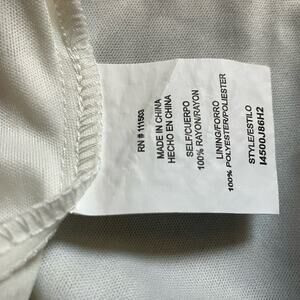 RN # 111583
MADE IN CHINA
HECHO EN CHINA
SELF/CUERPO
100% RAYON/RAYON
LINING/FORRO
100% POLYESTER/POLIESTER
STYLE/ESTILO
I4500J86H2